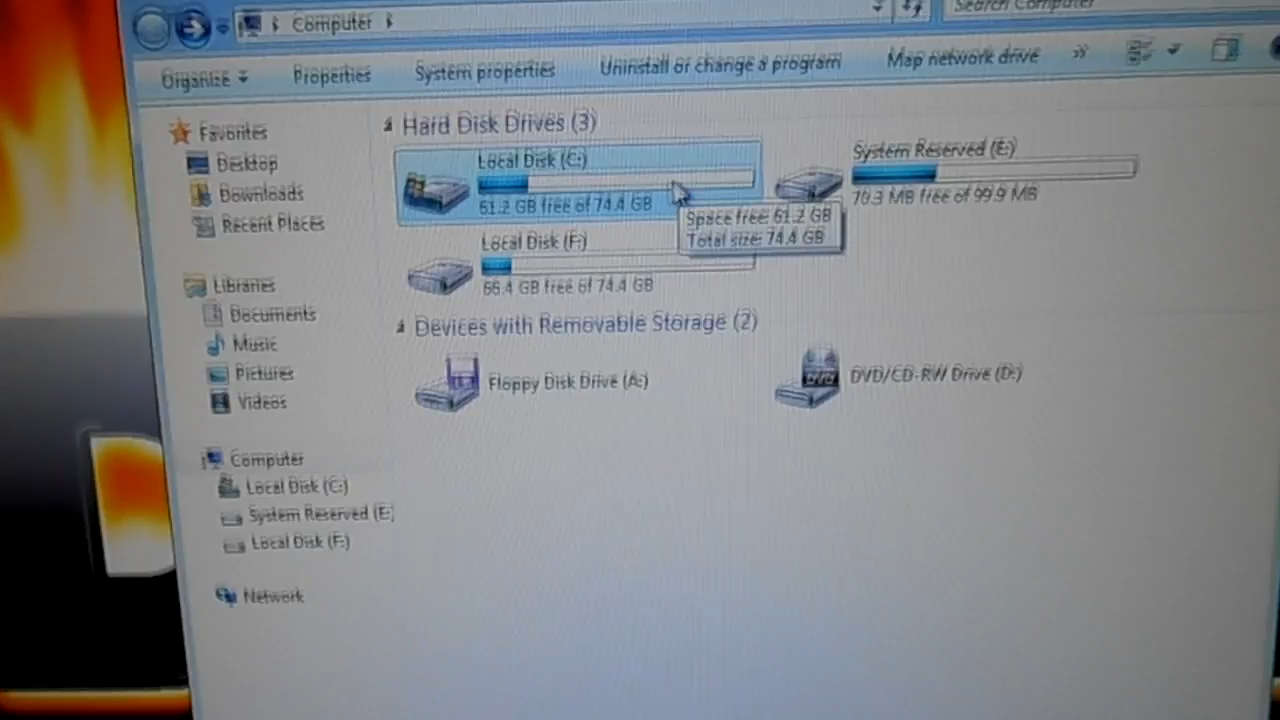 Computer
Search Computer
Organize
Properties
System properties
Uninstall or change a program
Map network drive
»
Favorites
Desktop
Downloads
Recent Places
Libraries
Documents
Music
Pictures
Videos
Computer
Local Disk (C:)
System Reserved (E:
Local Disk (F:)
Network
Hard Disk Drives (3)
Local Disk (C:)
61.2 GB free of 74.4 GB
System Reserved (E:)
70.3 MB free of 99.9 MB
Space free: 61.2 GB
Total size: 74.4 GB
Local Disk (F:)
66.4 GB free of 74.4 GB
Devices with Removable Storage (2)
Floppy Disk Drive (A:)
DVD
DVD/CD-RW Drive (D:)